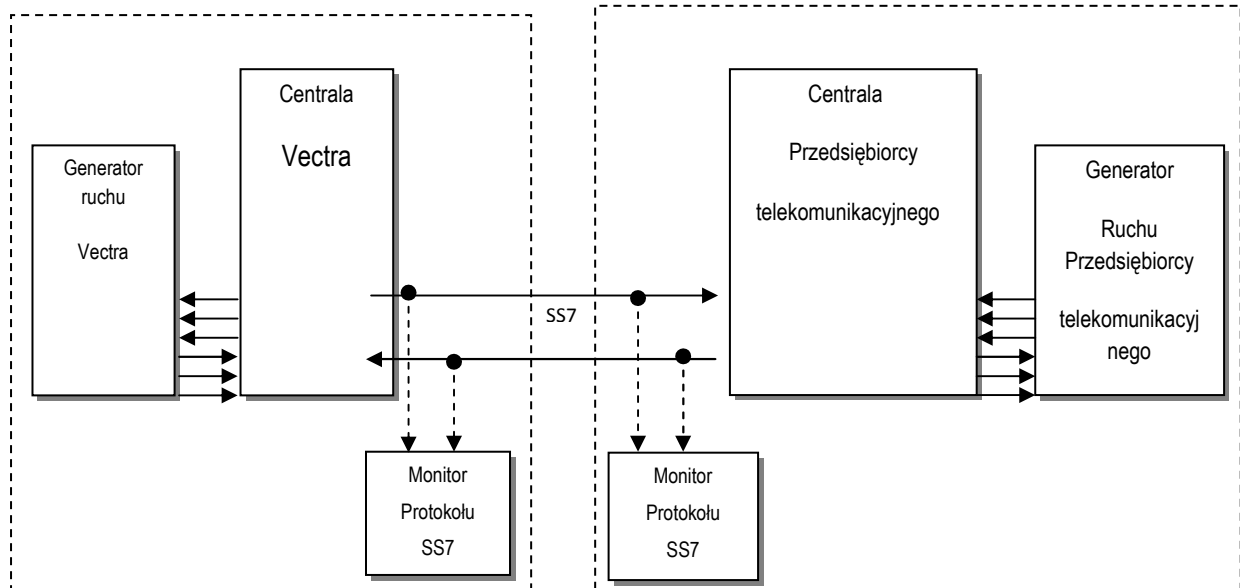 Generator
ruchu
Vectra
Centrala
Vectra
SS7
Monitor
Protokołu
SS7
Centrala
Przedsiębiorcy
telekomunikacyjnego
Generator
Ruchu
Przedsiębiorcy
telekomunikacyj
nego
Monitor
Protokołu
SS7